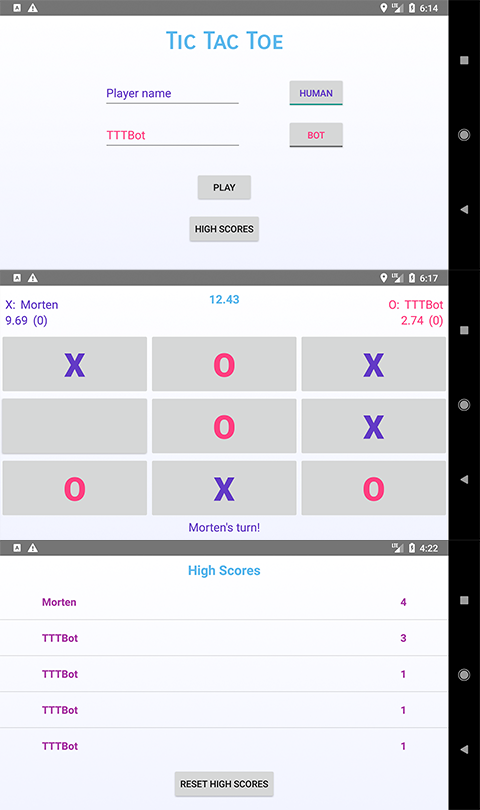 6:14
Tic Tac Toe
Player name HUMAN
TTTBot BOT
PLAY
HIGH SCORES
6:17
X: Morten 12.43 O: TTTBot
9.69 (0) 2.74 (0)
X O X
O X
O X O
Morten's turn!
4:22
High Scores
Morten 4
TTTBot 3
TTTBot 1
TTTBot 1
TTTBot 1
RESET HIGH SCORES